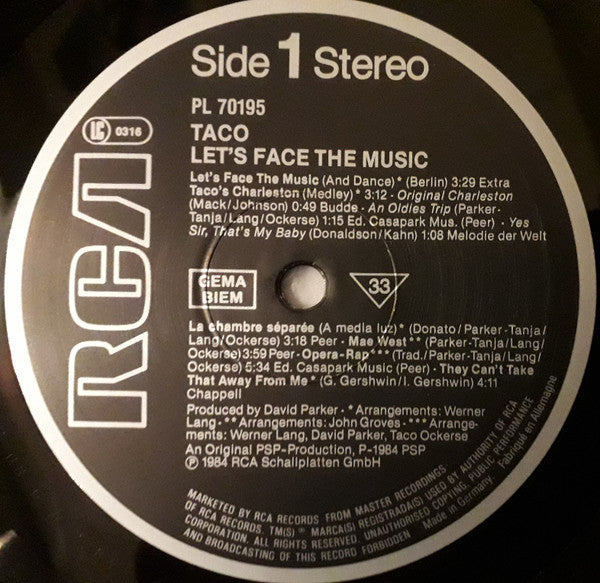 Side 1 Stereo
PL 70195
LC 0316
TACO
LET'S FACE THE MUSIC
Let's Face The Music (And Dance) * (Berlin) 3:29 Extra
Taco's Charleston (Medley) * 3:12 · Original Charleston
(Mack/Johnson) 0:49 Budde · An Oldies Trip (Parker-
Tanja/Lang/Ockerse) 1:15 Ed. Casapark Mus. (Peer) · Yes
Sir, That's My Baby (Donaldson/Kahn) 1:08 Melodie der Welt
RCA
GEMA
BIEM
33
La chambre séparée (A media luz) * (Donato/Parker-Tanja/
Lang/Ockerse) 3:18 Peer · Mae West ** (Parker-Tanja/Lang/
Ockerse) 3:59 Peer · Opera-Rap *** (Trad./Parker-Tanja/Lang/
Ockerse) 5:34 Ed. Casapark Music (Peer) · They Can't Take
That Away From Me * (G. Gershwin/I. Gershwin) 4:11
Chappell
Produced by David Parker · * Arrangements: Werner
Lang · ** Arrangements: John Groves · *** Arrange-
ments: Werner Lang, David Parker, Taco Ockerse
An Original PSP-Production, P-1984 PSP
℗ 1984 RCA Schallplatten GmbH
MARKETED BY RCA RECORDS FROM MASTER RECORDINGS
OF RCA RECORDS. TM(S) ® MARCA(S) REGISTRADA(S) USED BY AUTHORITY OF RCA
CORPORATION. ALL RIGHTS RESERVED. UNAUTHORISED COPYING, PUBLIC PERFORMANCE
AND BROADCASTING OF THIS RECORD FORBIDDEN
Made in Germany. Fabriqué en Allemagne